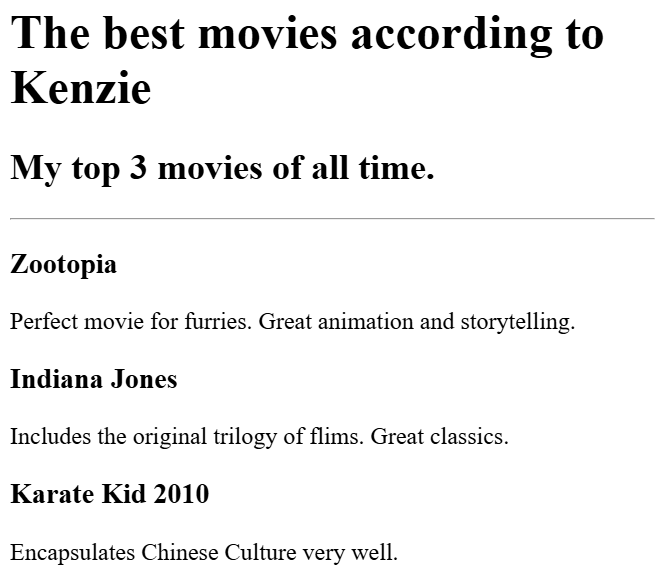 The best movies according to
Kenzie
My top 3 movies of all time.
Zootopia
Perfect movie for furries. Great animation and storytelling.
Indiana Jones
Includes the original trilogy of flims. Great classics.
Karate Kid 2010
Encapsulates Chinese Culture very well.